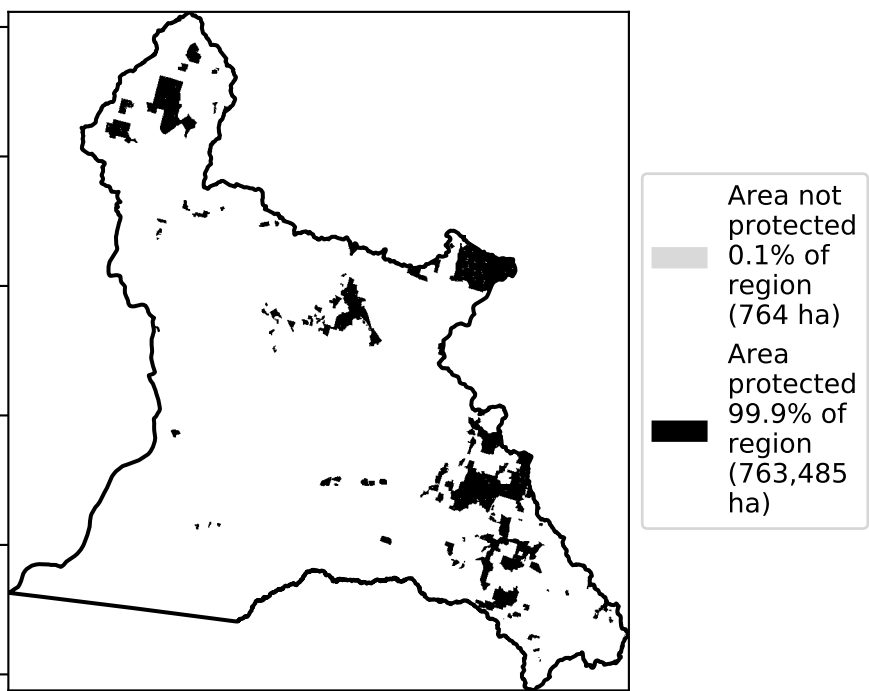 Area not
protected
0.1% of
region
(764 ha)
Area
protected
99.9% of
region
(763,485
ha)